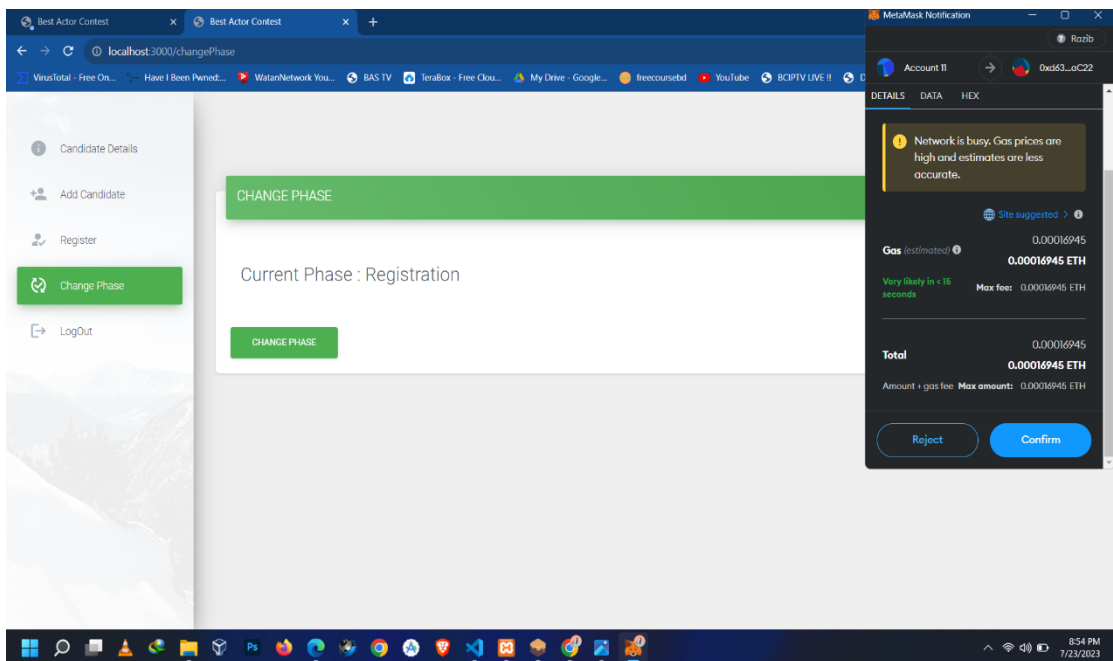 Best Actor Contest
Best Actor Contest
MetaMask Notification
localhost:3000/changePhase
Razib
VirusTotal - Free On...
Have I Been Pwned:...
WatanNetwork You...
BAS TV
TeraBox - Free Clou...
My Drive - Google...
freecoursebd
YouTube
BCIPTV LIVE !!
Account 11
0xd63...aC22
DETAILS
DATA
HEX
Network is busy. Gas prices are
high and estimates are less
accurate.
Candidate Details
Add Candidate
Register
Change Phase
LogOut
CHANGE PHASE
Current Phase : Registration
CHANGE PHASE
Site suggested >
Gas (estimated)
0.00016945
0.00016945 ETH
Very likely in < 15
seconds
Max fee: 0.00016945 ETH
Total
0.00016945
0.00016945 ETH
Amount + gas fee Max amount: 0.00016945 ETH
Reject
Confirm
Ps
8:54 PM
7/23/2023